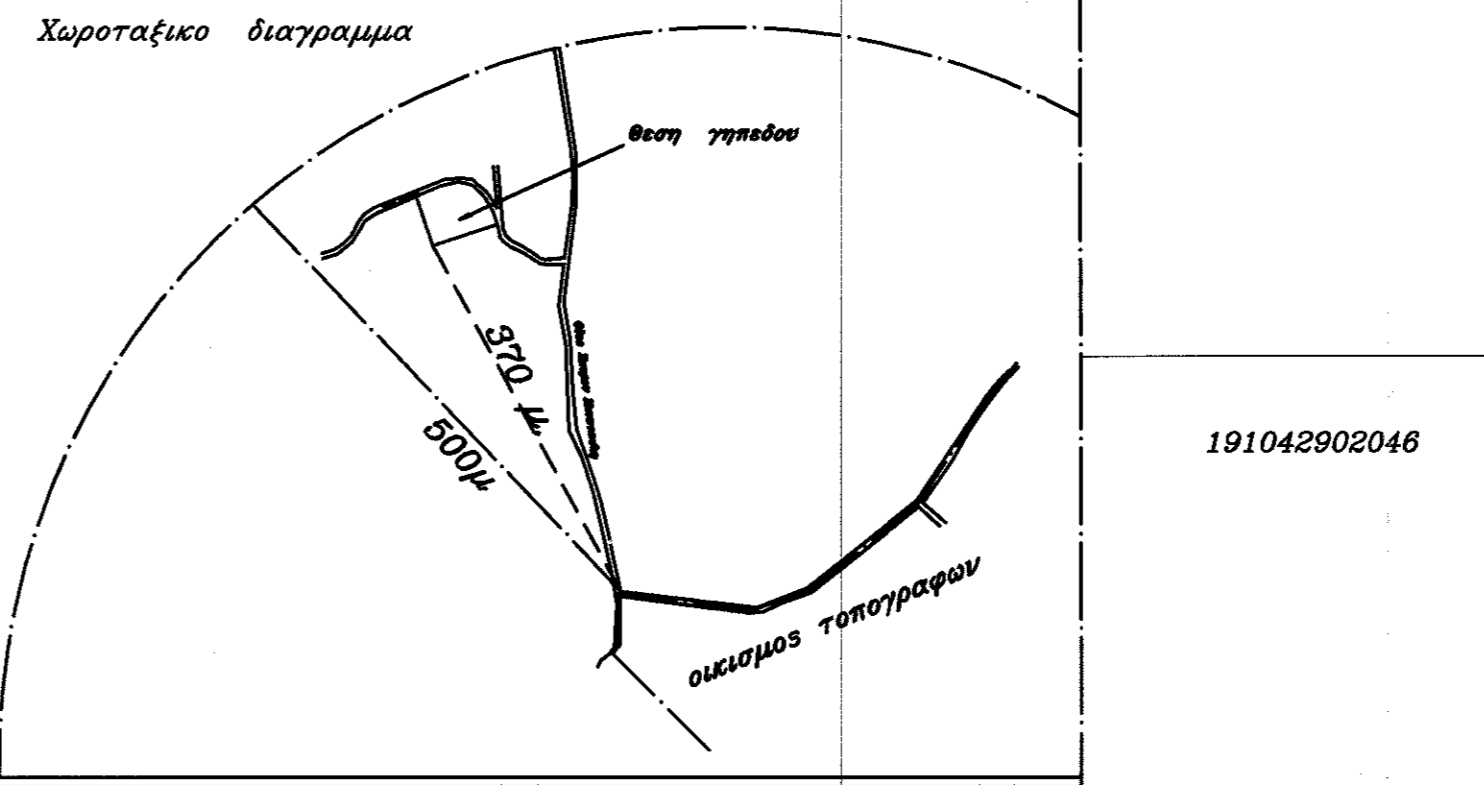 Χωροταξικο διαγραμμα
θεση γηπεδου
370 μ
500μ
191042902046
οικισμος τοπογραφων